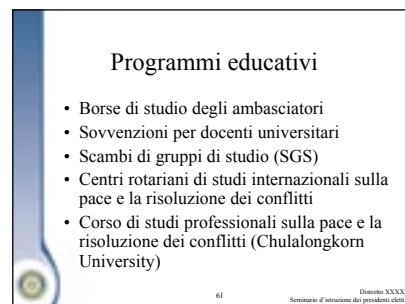 Programmi educativi
• Borse di studio degli ambasciatori
• Sovvenzioni per docenti universitari
• Scambi di gruppi di studio (SGS)
• Centri rotariani di studi internazionali sulla
pace e la risoluzione dei conflitti
• Corso di studi professionali sulla pace e la
risoluzione dei conflitti (Chulalongkorn
University)
61
Distretto XXXX
Seminario d'istruzione dei presidenti eletti